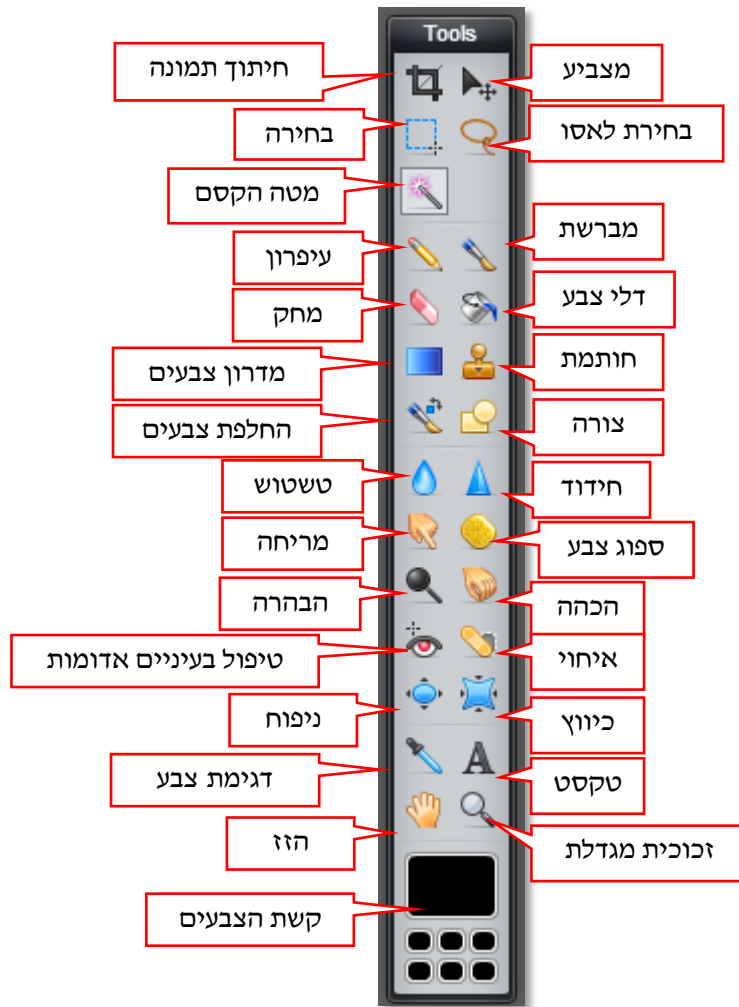 Tools
מצביע
חיתוך תמונה
בחירת לאסו
בחירה
מטה הקסם
מברשת
עיפרון
דלי צבע
מחק
חותמת
מדרון צבעים
צורה
החלפת צבעים
חידוד
טשטוש
ספוג צבע
מריחה
הכהה
הבהרה
איחוי
טיפול בעיניים אדומות
כיווץ
ניפוח
טקסט
דגימת צבע
זכוכית מגדלת
הזז
קשת הצבעים
A